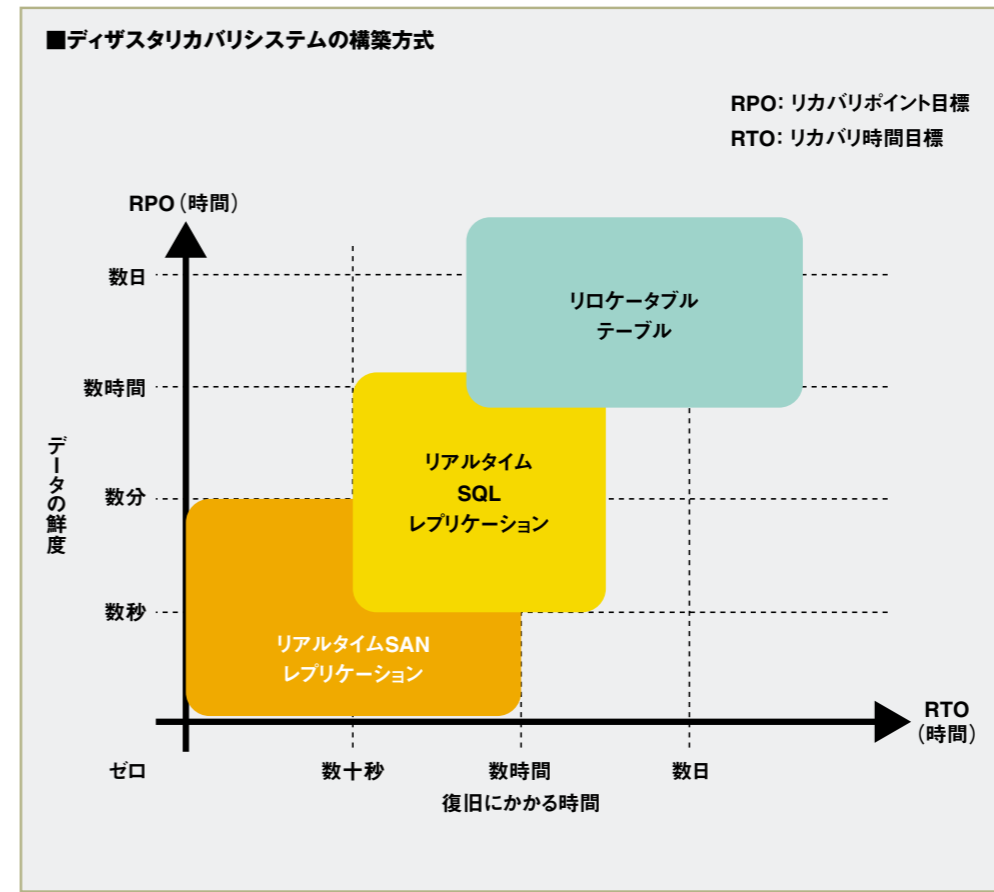 ■ディザスタリカバリシステムの構築方式
RPO：リカバリポイント目標
RTO：リカバリ時間目標
RPO（時間）
数日
数時間
数分
数秒
データの鮮度
リロケータブル
テーブル
リアルタイム
SQL
レプリケーション
リアルタイムSAN
レプリケーション
RTO
（時間）
ゼロ
数十秒
数時間
数日
復旧にかかる時間